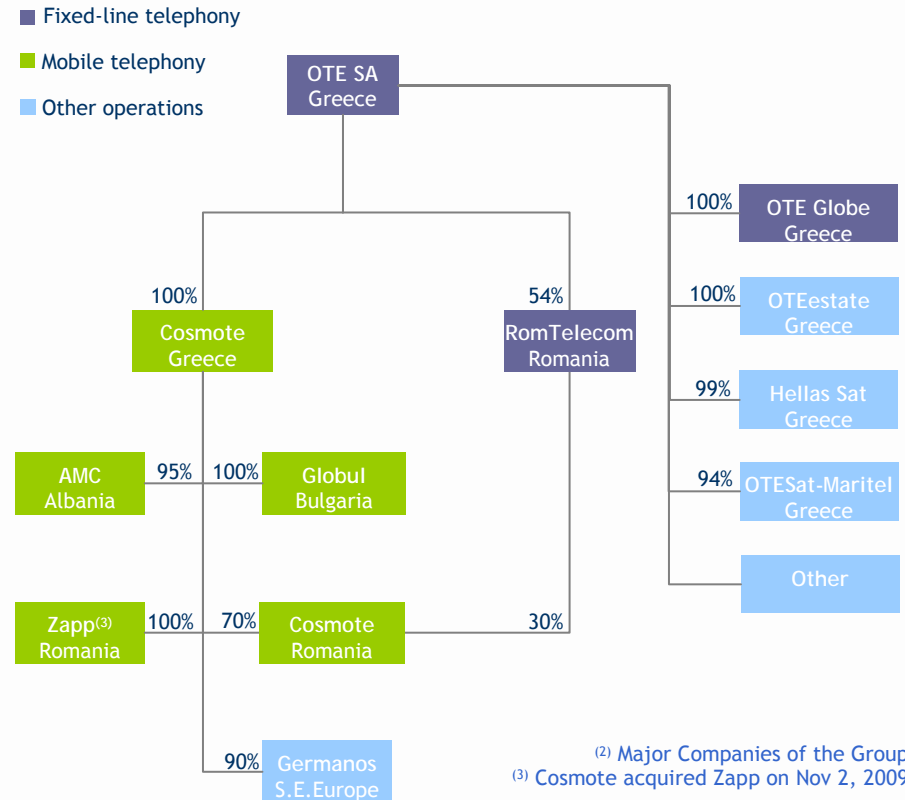 Fixed-line telephony
Mobile telephony
Other operations
OTE SA
Greece
100%
OTE Globe
Greece
100%
OTEestate
Greece
99%
Hellas Sat
Greece
94%
OTESat-Maritel
Greece
Other
100%
Cosmote
Greece
54%
RomTelecom
Romania
AMC
Albania
95%
100%
Globul
Bulgaria
Zapp(3)
Romania
100%
70%
Cosmote
Romania
30%
90%
Germanos
S.E.Europe
(2) Major Companies of the Group
(3) Cosmote acquired Zapp on Nov 2, 2009